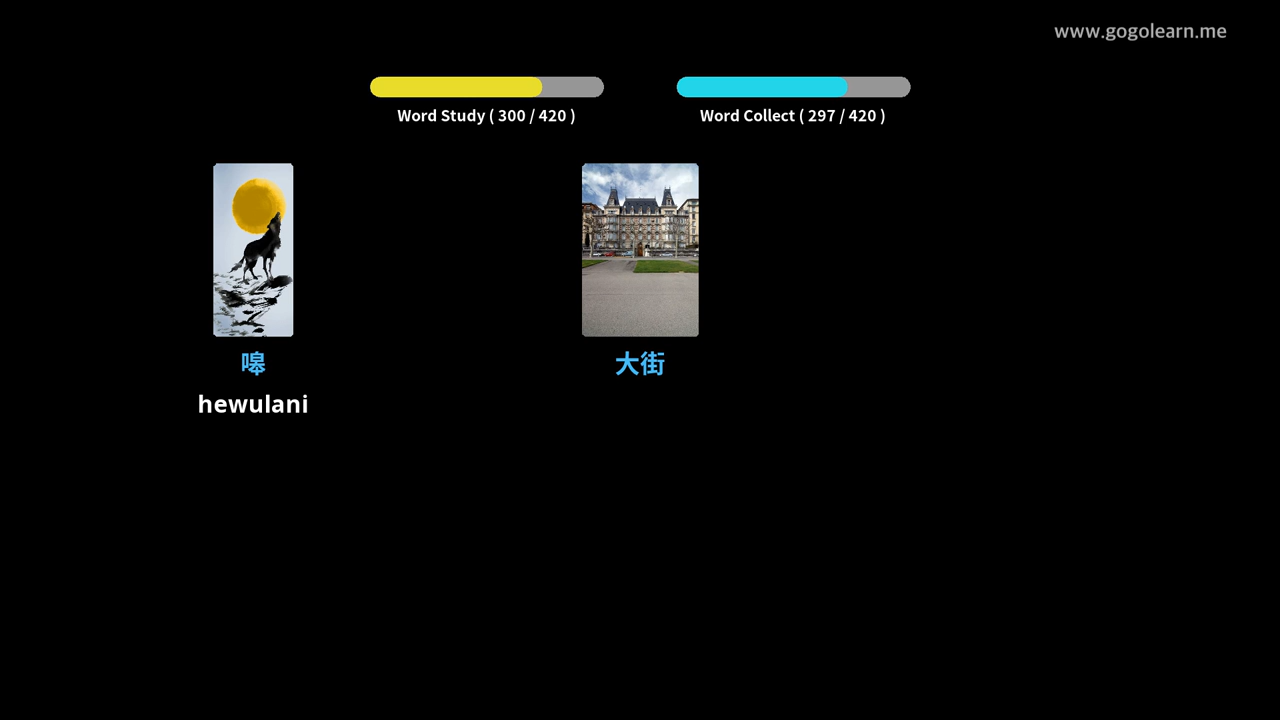 www.gogolearn.me
Word Study ( 300 / 420 )
Word Collect ( 297 / 420 )
嗥
大街
hewulani